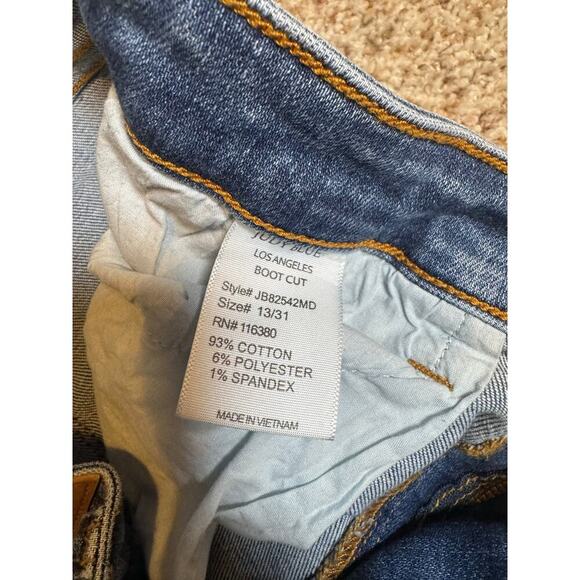 JUDY BLUE
LOS ANGELES
BOOT CUT
Style# JB82542MD
Size# 13/31
RN# 116380
93% COTTON
6% POLYESTER
1% SPANDEX
MADE IN VIETNAM